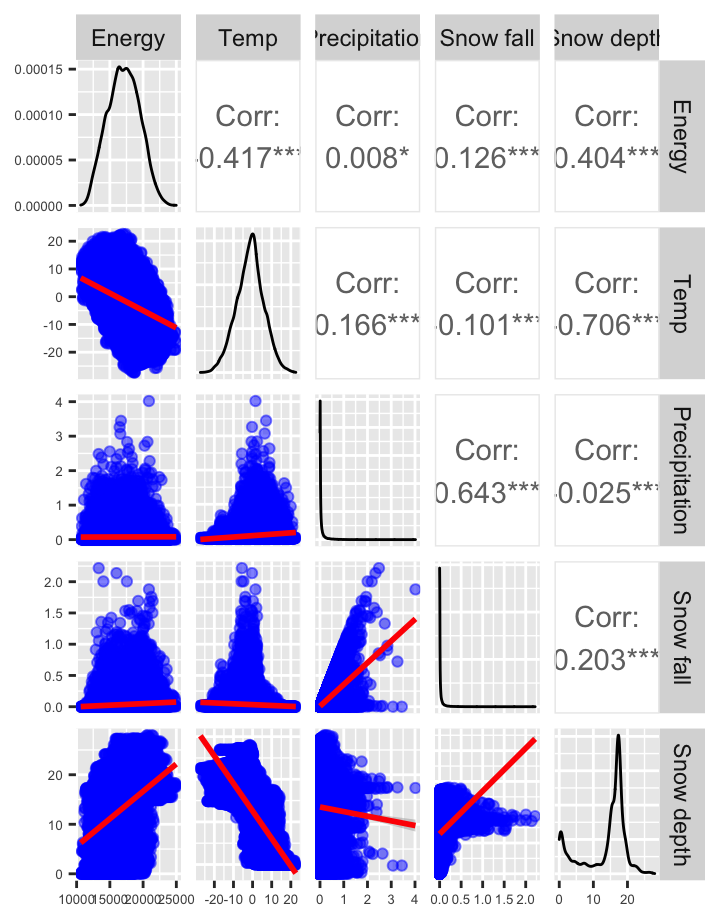 Energy Temp Precipitation Snow fall Snow depth
0.00015
0.00010
0.00005
0.00000
Corr:
-0.417***
Corr:
0.008*
Corr:
0.126***
Corr:
0.404***
Energy
20
10
0
-10
-20
Corr:
0.166***
Corr:
-0.101***
Corr:
-0.706***
Temp
4
3
2
1
0
Corr:
0.643***
Corr:
-0.025***
Precipitation
2.0
1.5
1.0
0.5
0.0
Corr:
0.203***
Snow fall
20
10
0
Snow depth
10000 15000 20000 25000 -20 -10 0 10 20 0 1 2 3 4 0.0 0.5 1.0 1.5 2.0 0 10 20